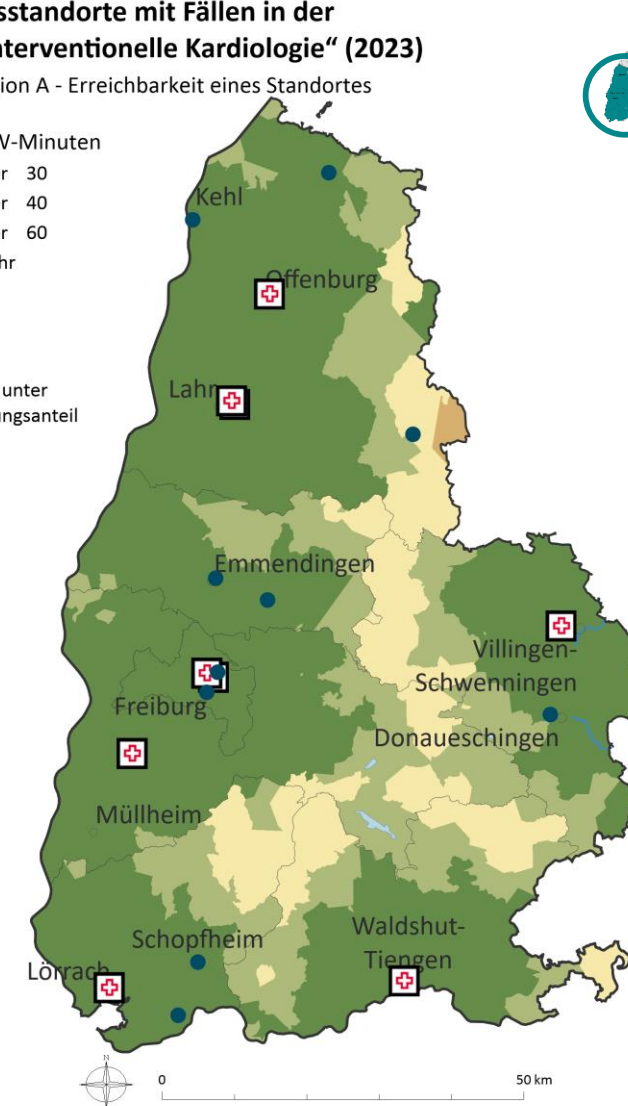 sstandorte mit Fällen in der
nterventionelle Kardiologie“ (2023)
ion A - Erreichbarkeit eines Standortes
W-Minuten
r 30
r 40
r 60
hr
unter
ungsanteil
Kehl
Offenburg
Lahr
Emmendingen
Villingen-
Schwenningen
Freiburg
Donaueschingen
Müllheim
Waldshut-
Tiengen
Schopfheim
Lörrach
N
0
50 km